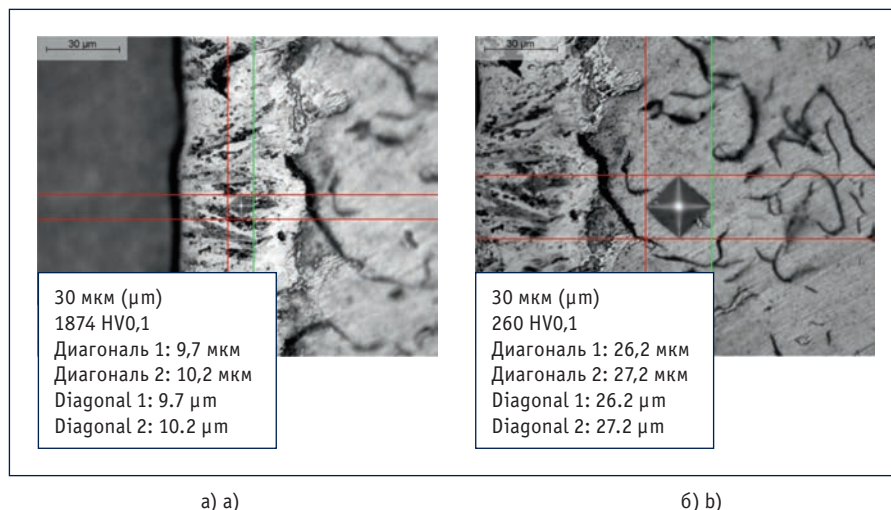 30 µm
30 мкм (µm)
1874 HV0,1
Диагональ 1: 9,7 мкм
Диагональ 2: 10,2 мкм
Diagonal 1: 9.7 µm
Diagonal 2: 10.2 µm
a) a)
30 µm
30 мкм (µm)
260 HV0,1
Диагональ 1: 26,2 мкм
Диагональ 2: 27,2 мкм
Diagonal 1: 26.2 µm
Diagonal 2: 27.2 µm
б) b)